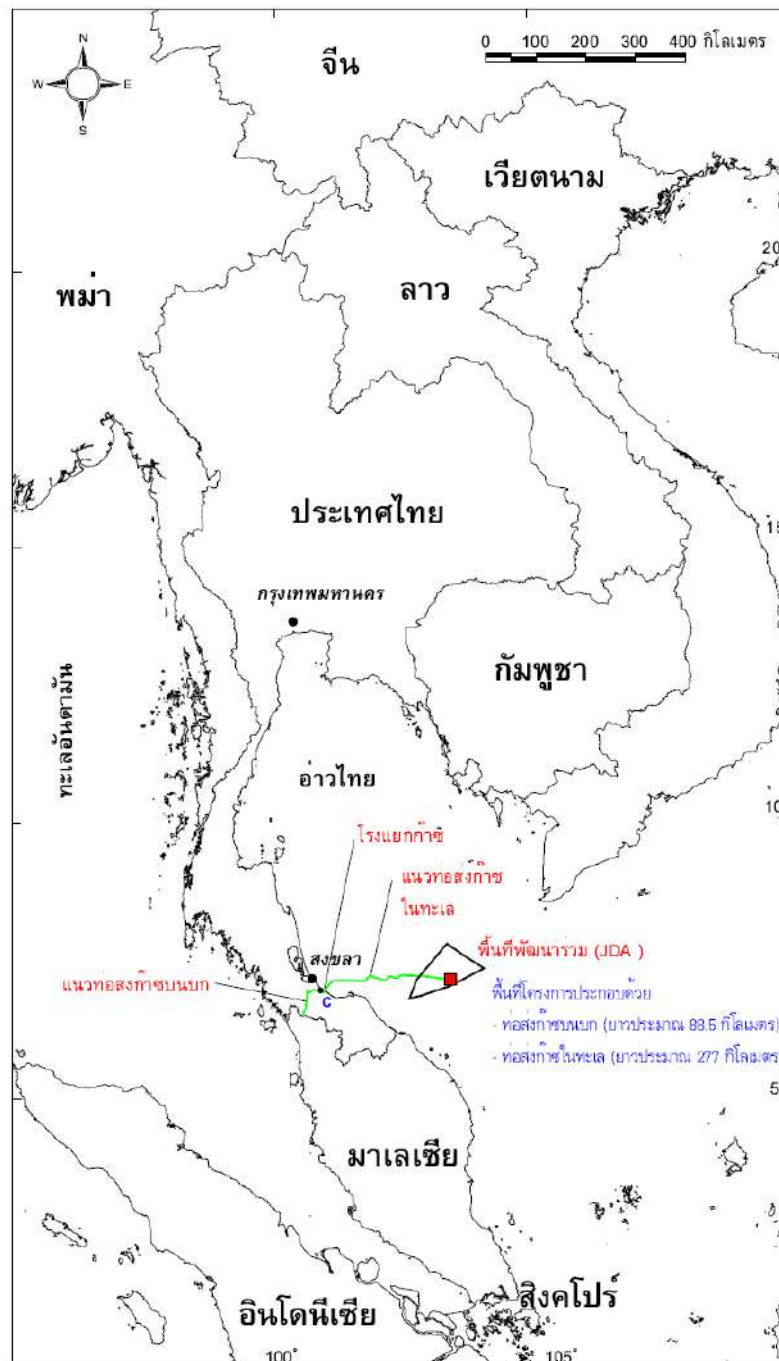 N
W E
S
0 100 200 300 400 กิโลเมตร
จีน
เวียตนาม
20
พม่า
ลาว
ประเทศไทย
15
กรุงเทพมหานคร
กัมพูชา
ทะเลอันดามัน
อ่าวไทย
10
โรงแยกก๊าซ
แนวท่อส่งก๊าซ
ในทะเล
สงขลา
พื้นที่พัฒนาร่วม (JDA )
แนวท่อส่งก๊าซบนบก
C
พื้นที่โครงการประกอบด้วย
- ท่อส่งก๊าซบนบก (ยาวประมาณ 88.5 กิโลเมตร)
- ท่อส่งก๊าซในทะเล (ยาวประมาณ 277 กิโลเมตร
5
มาเลเซีย
สิงคโปร์
อินโดนีเซีย
100° 105°